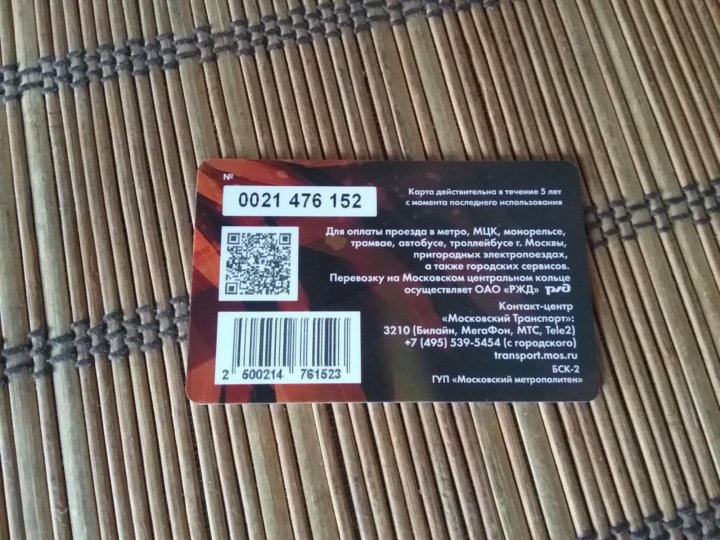 №
0021 476 152
Карта действительна в течение 5 лет
с момента последнего использования
Для оплаты проезда в метро, МЦК, монорельсе,
трамвае, автобусе, троллейбусе г. Москвы,
пригородных электропоездах,
а также городских сервисов.
Перевозку на Московском центральном кольце
осуществляет ОАО «РЖД» РЖД
Контакт-центр
«Московский Транспорт»:
3210 (Билайн, МегаФон, МТС, Tele2)
+7 (495) 539-5454 (с городского)
transport.mos.ru
БСК-2
ГУП «Московский метрополитен»
2 500214 761523